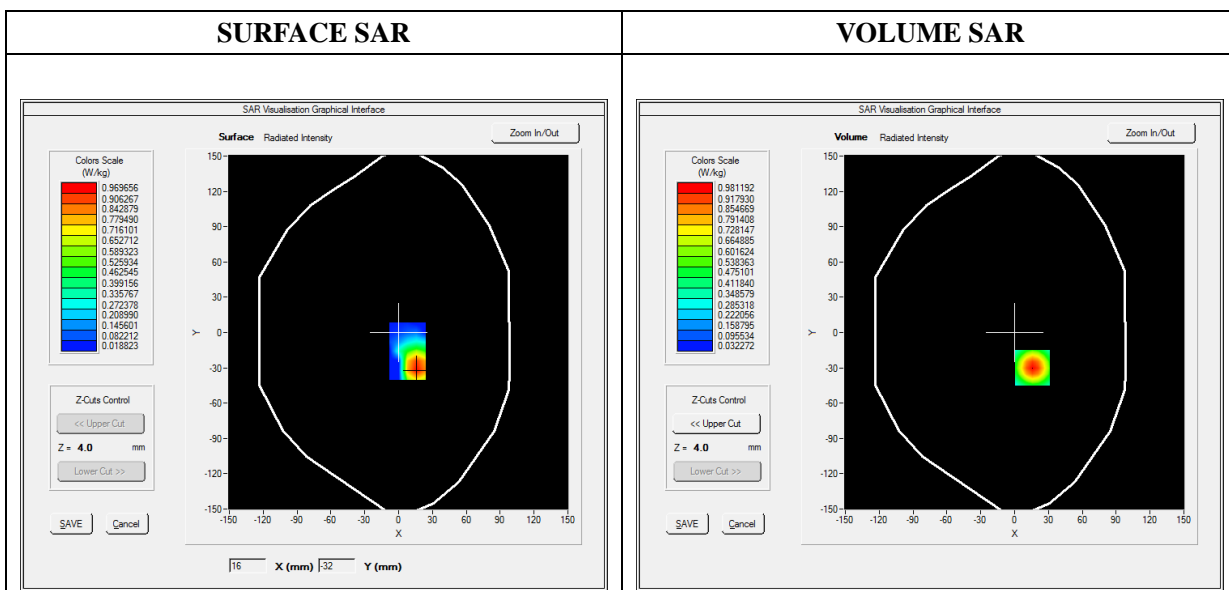 SURFACE SAR
VOLUME SAR
SAR Visualisation Graphical Interface
Surface Radiated Intensity
Zoom In/Out
Colors Scale
(W/kg)
0.969656
0.906267
0.842879
0.779490
0.716101
0.652712
0.589323
0.525934
0.462545
0.399156
0.335767
0.272378
0.208990
0.145601
0.082212
0.018823
Z-Cuts Control
<< Upper Cut
Z = 4.0 mm
Lower Cut >>
SAVE Cancel
150
120
90
60
30
0
-30
-60
-90
-120
-150
Y
-150 -120 -90 -60 -30 0 30 60 90 120 150
X
16 X (mm) -32 Y (mm)
SAR Visualisation Graphical Interface
Volume Radiated Intensity
Zoom In/Out
Colors Scale
(W/kg)
0.981192
0.917930
0.854669
0.791408
0.728147
0.664885
0.601624
0.538363
0.475101
0.411840
0.348579
0.285318
0.222056
0.158795
0.095534
0.032272
Z-Cuts Control
<< Upper Cut
Z = 4.0 mm
Lower Cut >>
SAVE Cancel
150
120
90
60
30
0
-30
-60
-90
-120
-150
Y
-150 -120 -90 -60 -30 0 30 60 90 120 150
X